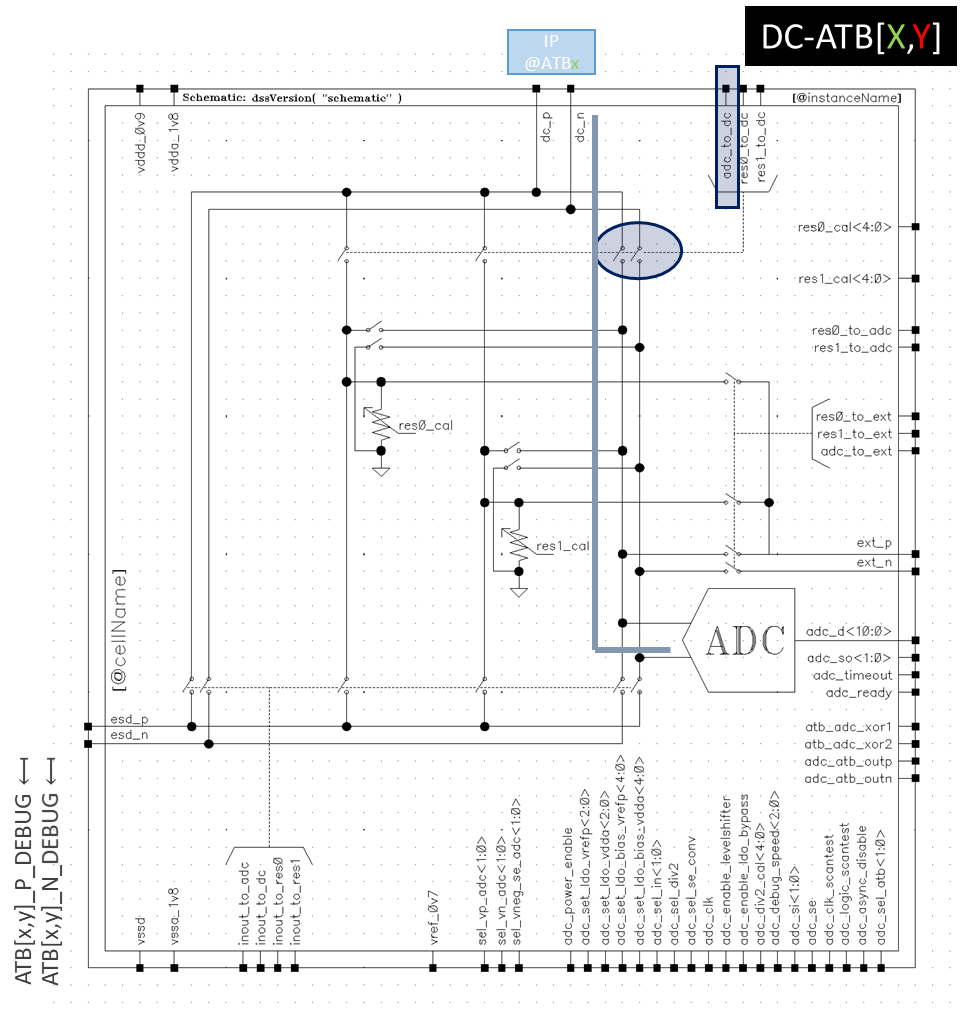 DC-ATB[X,Y]
IP
@ATBx
Schematic: dssVersion( "schematic" )
[@instanceName]
vddd_0v9
vdda_1v8
dc_p
dc_n
adc_to_dc
res0_to_dc
res1_to_dc
res0_cal<4:0>
res1_cal<4:0>
res0_to_adc
res1_to_adc
res0_to_ext
res1_to_ext
adc_to_ext
res0_cal
res1_cal
ext_p
ext_n
[@cellName]
ADC
adc_d<10:0>
adc_so<1:0>
adc_timeout
adc_ready
esd_p
esd_n
atb_adc_xor1
atb_adc_xor2
adc_atb_outp
adc_atb_outn
ATB[x,y]_P_DEBUG ←
ATB[x,y]_N_DEBUG ←
vssd
vssa_1v8
inout_to_adc
inout_to_dc
inout_to_res0
inout_to_res1
vref_0v7
sel_vp_adc<1:0>
sel_vn_adc<1:0>
sel_vneg_se_adc<1:0>
adc_power_enable
adc_set_ldo_vrefp<2:0>
adc_set_ldo_vdda<2:0>
adc_set_ldo_bias_vrefp<4:0>
adc_set_ldo_bias_vdda<4:0>
adc_sel_in<1:0>
adc_sel_div2
adc_sel_se_conv
adc_clk
adc_enable_levelshifter
adc_enable_ldo_bypass
adc_div2_cal<4:0>
adc_debug_speed<2:0>
adc_si<1:0>
adc_se
adc_clk_scantest
adc_logic_scantest
adc_async_disable
adc_sel_atb<1:0>